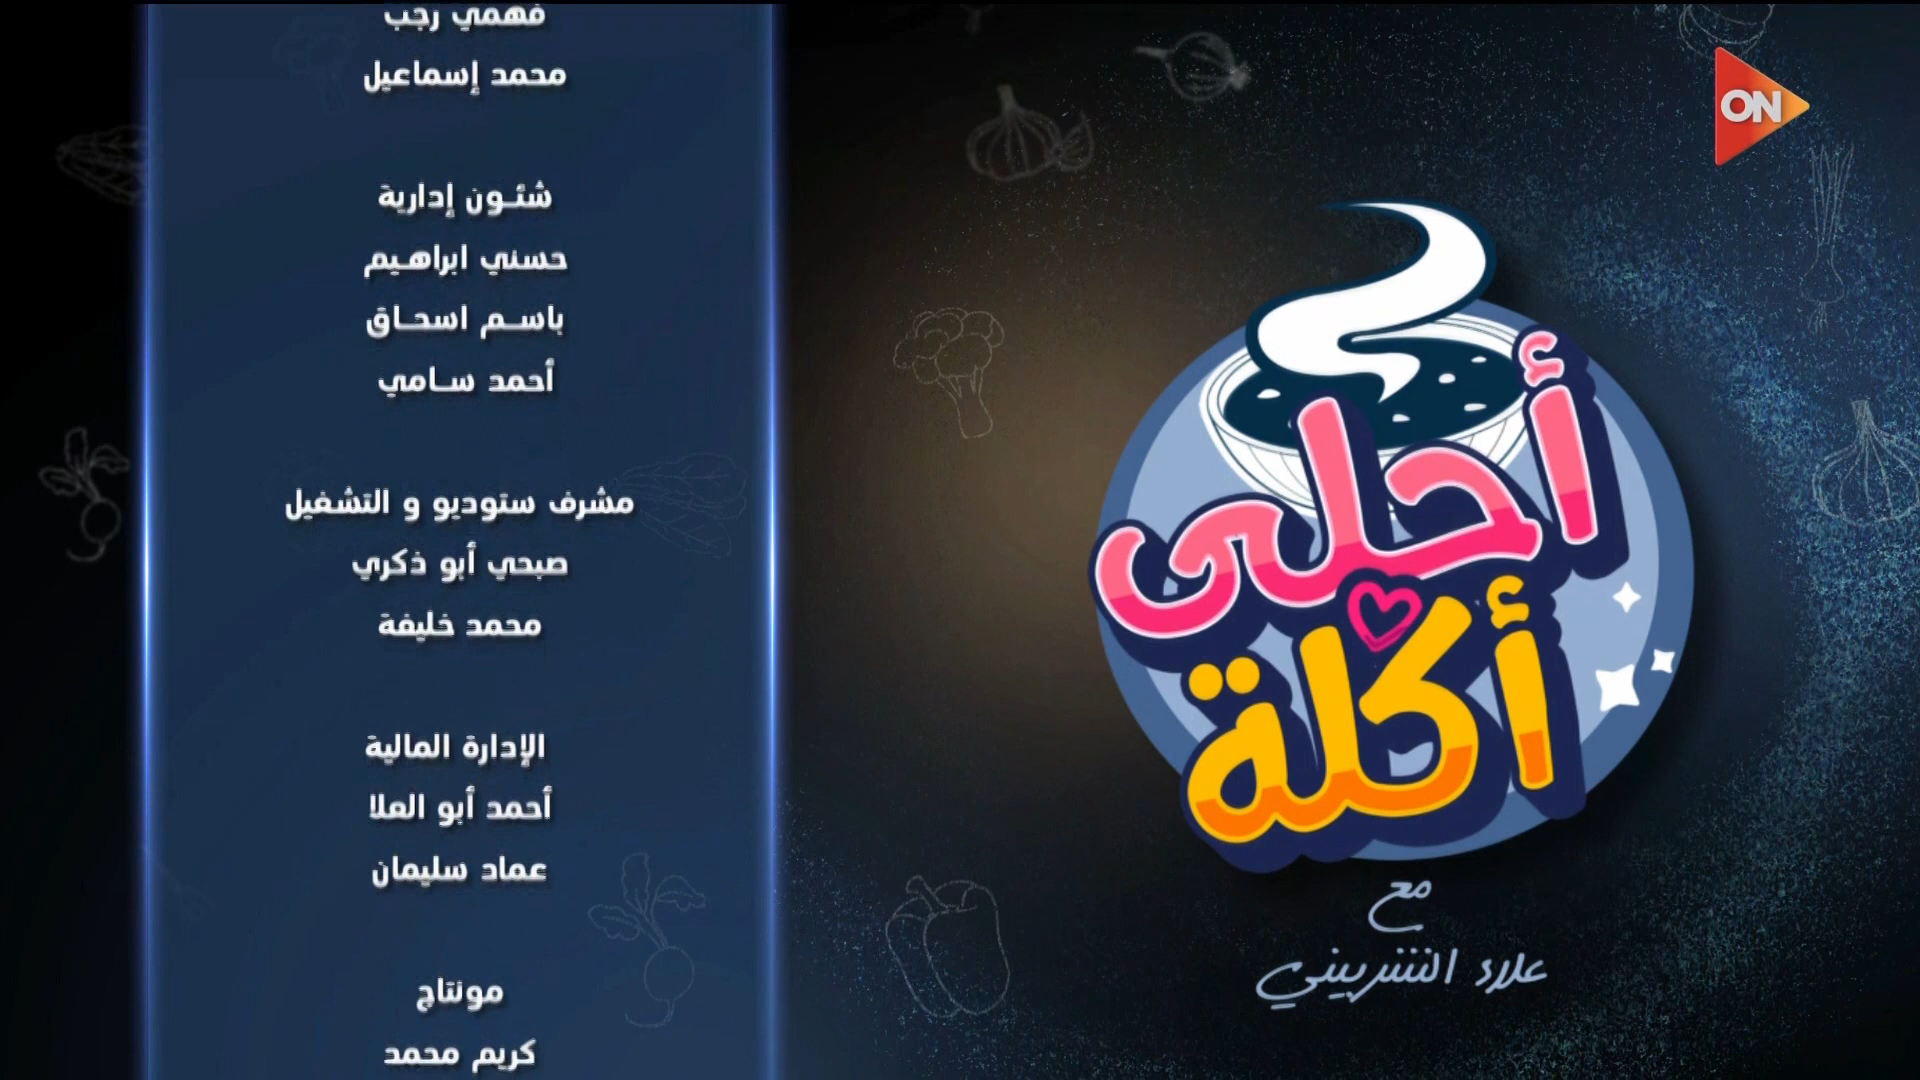 فهمي رجب
محمد إسماعيل
شئون إدارية
حسني ابراهيم
باسم اسحاق
أحمد سامي
مشرف ستوديو و التشغيل
صبحي أبو ذكري
محمد خليفة
الإدارة المالية
أحمد أبو العلا
عماد سليمان
مونتاج
كريم محمد
ON
أحلى
أكلة
مع
علاء الشربيني